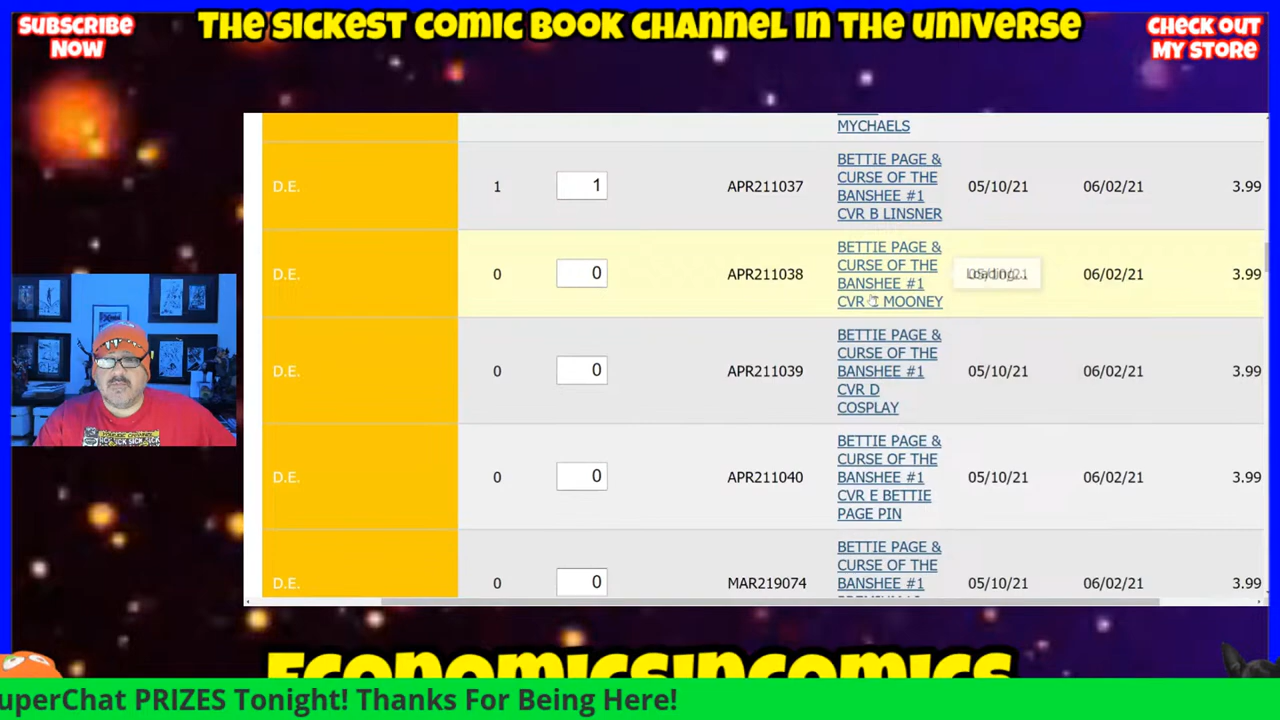 SUBSCRIBE NOW
THE SICKEST COMIC BOOK CHANNEL IN THE UNIVERSE
CHECK OUT MY STORE
MYCHAELS
D.E. 1 1 APR211037 BETTIE PAGE & CURSE OF THE BANSHEE #1 CVR B LINSNER 05/10/21 06/02/21 3.99
D.E. 0 0 APR211038 BETTIE PAGE & CURSE OF THE BANSHEE #1 CVR C MOONEY 05/10/21 Loading... 06/02/21 3.99
D.E. 0 0 APR211039 BETTIE PAGE & CURSE OF THE BANSHEE #1 CVR D COSPLAY 05/10/21 06/02/21 3.99
D.E. 0 0 APR211040 BETTIE PAGE & CURSE OF THE BANSHEE #1 CVR E BETTIE PAGE PIN 05/10/21 06/02/21 3.99
D.E. 0 0 MAR219074 BETTIE PAGE & CURSE OF THE BANSHEE #1 05/10/21 06/02/21 3.99
ECONOMICSINCOMICS
uperChat PRIZES Tonight! Thanks For Being Here!